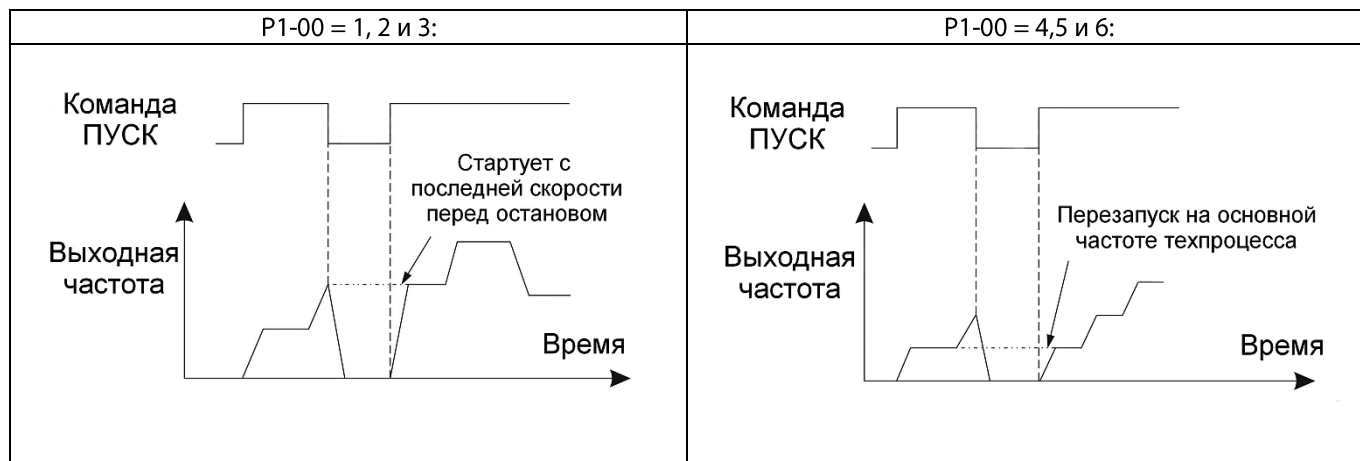 P1-00 = 1, 2 и 3:
Команда
ПУСК
Стартует с
последней скорости
перед остановом
Выходная
частота
Время
P1-00 = 4,5 и 6:
Команда
ПУСК
Перезапуск на основной
частоте техпроцесса
Выходная
частота
Время